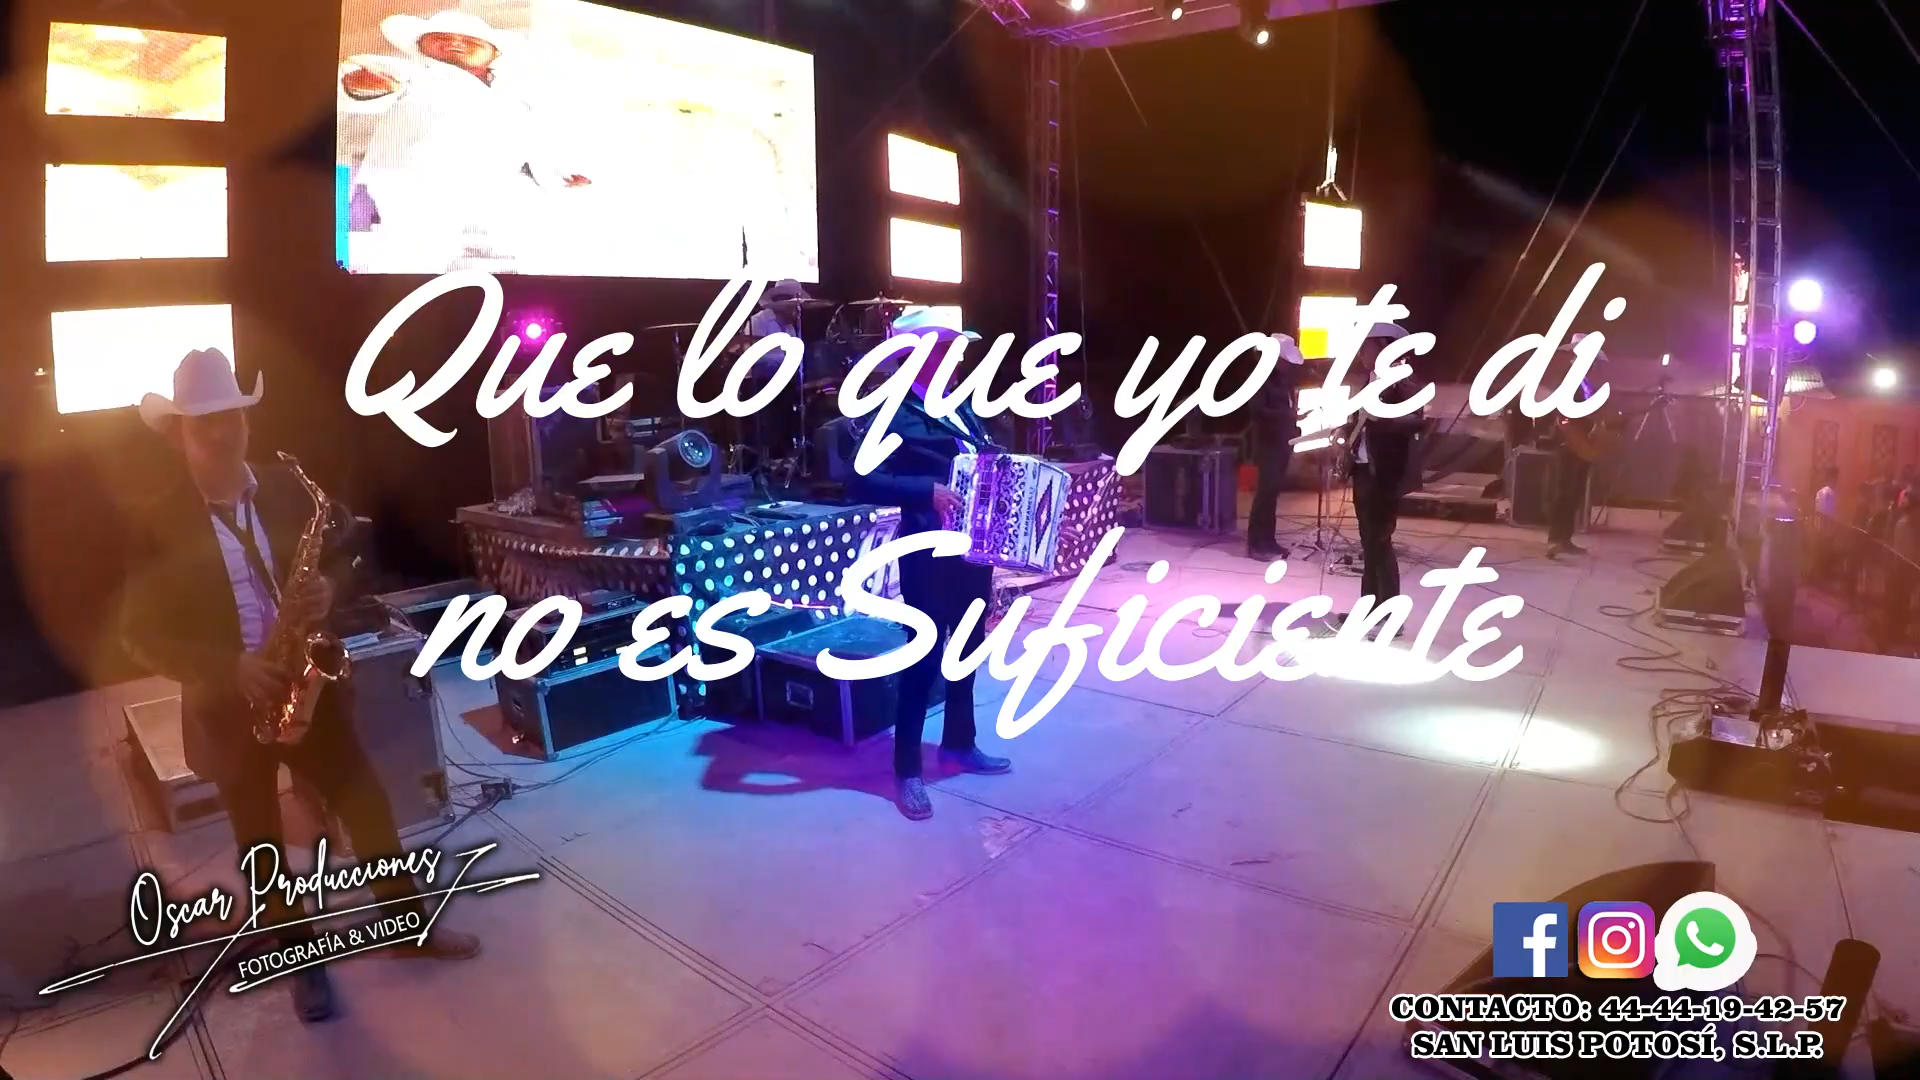 Que lo que yo te di
no es Suficiente
Oscar Producciones
FOTOGRAFÍA & VIDEO
CONTACTO: 44-44-19-42-57
SAN LUIS POTOSÍ, S.L.P.